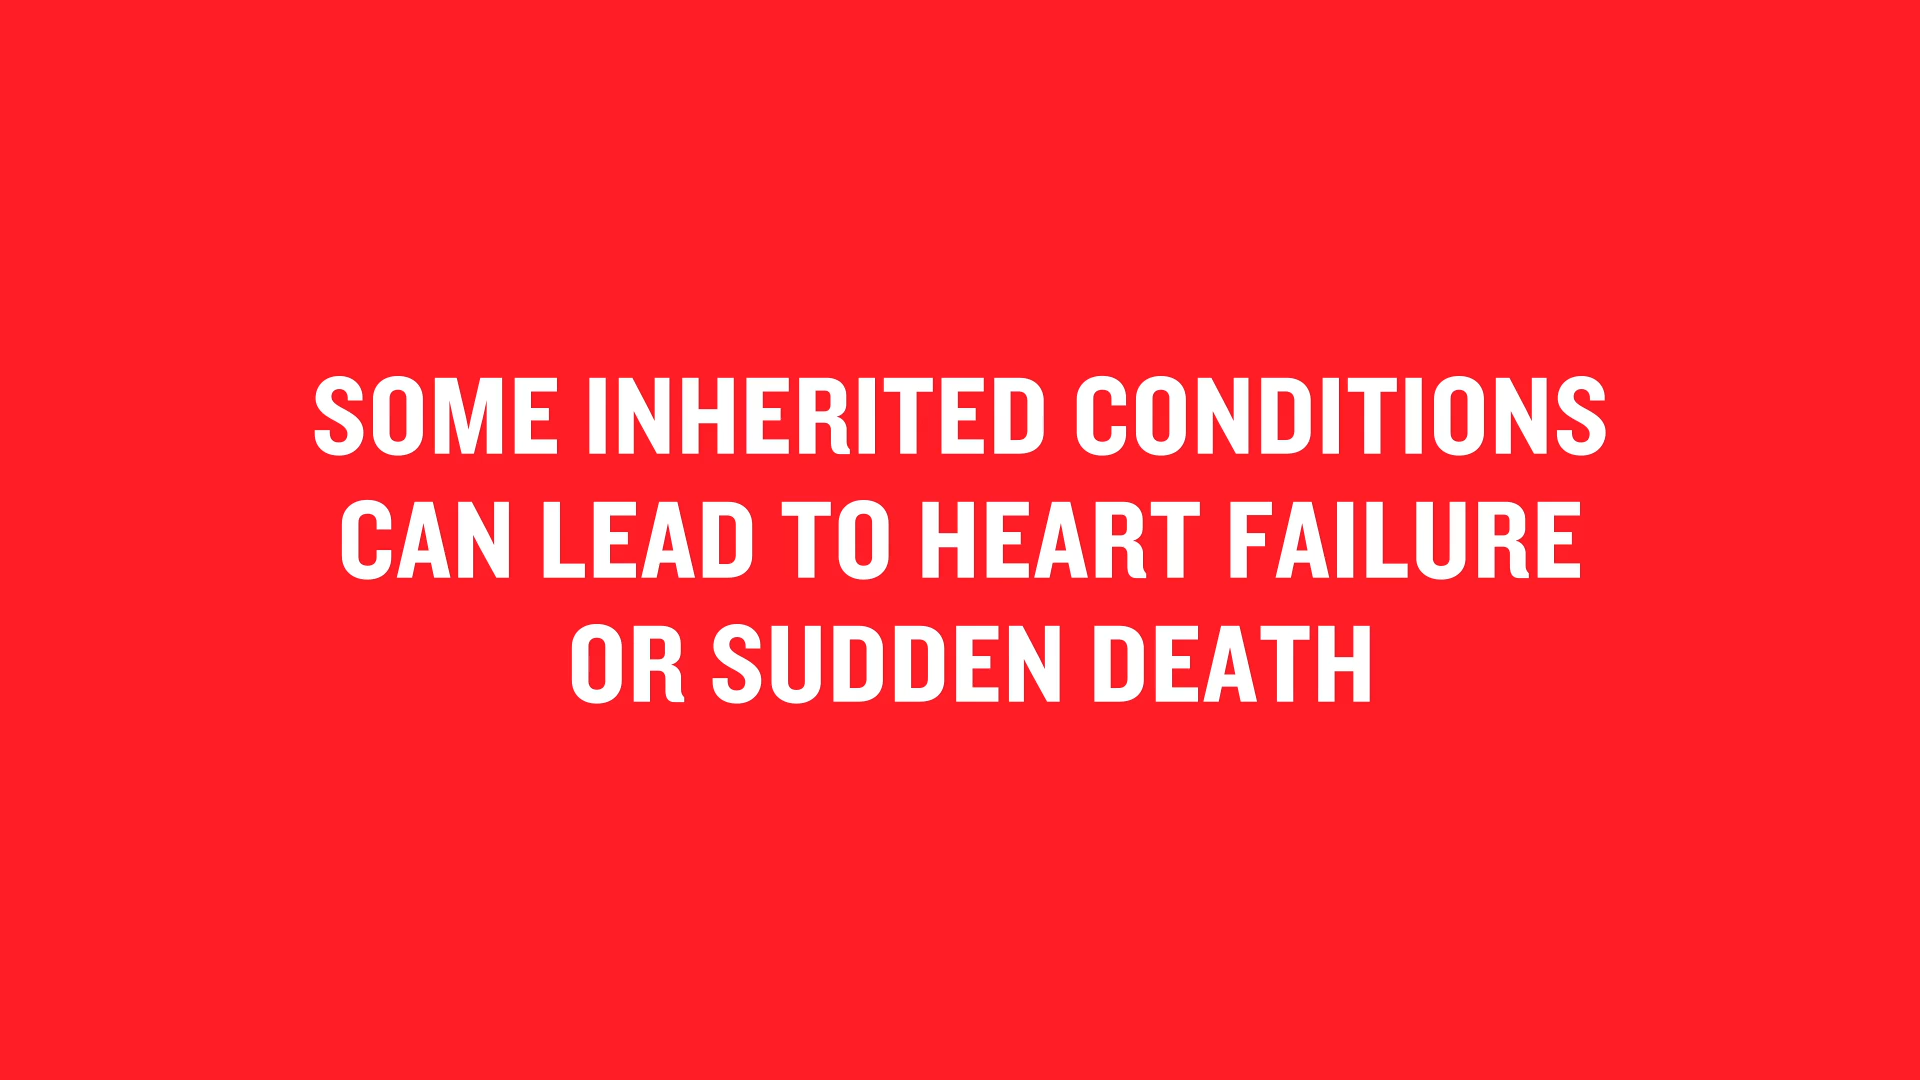 SOME INHERITED CONDITIONS
CAN LEAD TO HEART FAILURE
OR SUDDEN DEATH